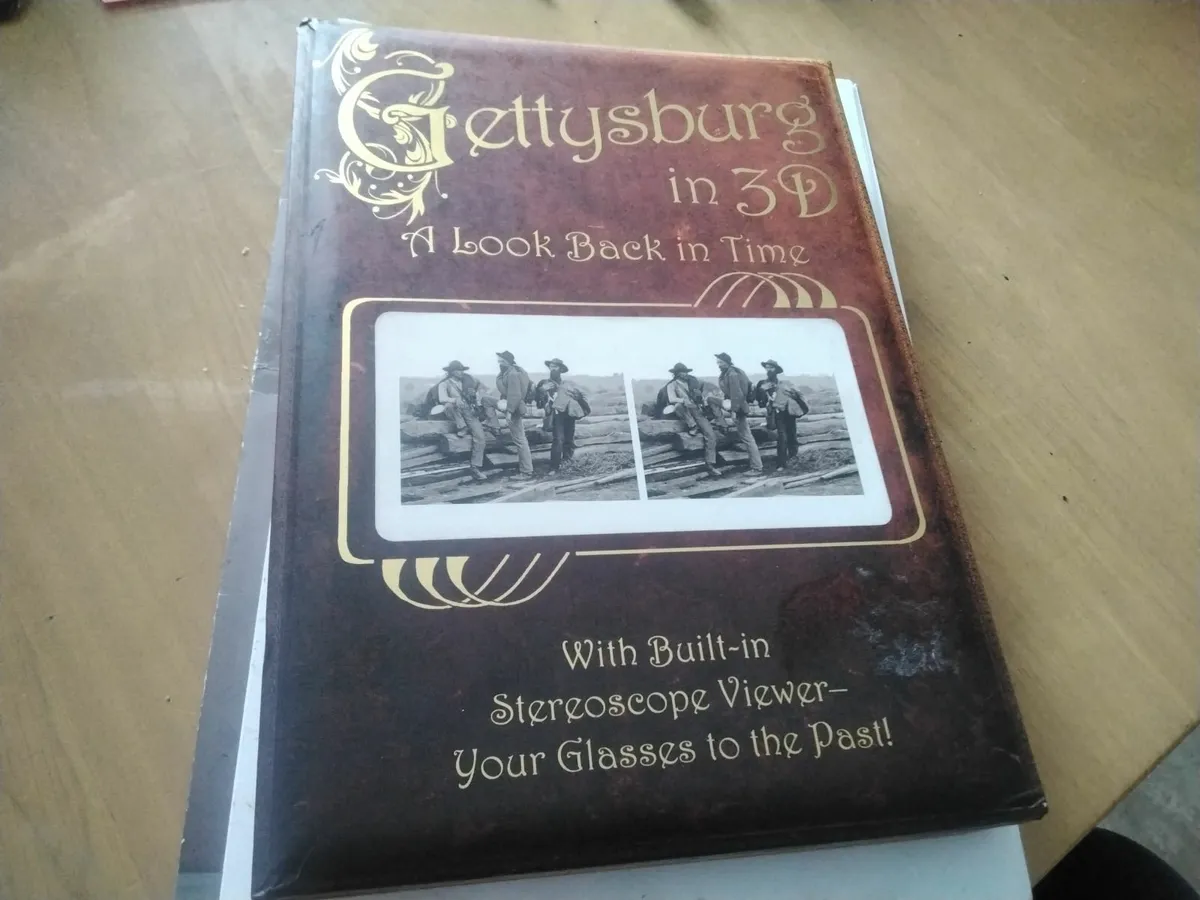 Gettysburg
in 3D
A Look Back in Time
With Built-in
Stereoscope Viewer–
Your Glasses to the Past!